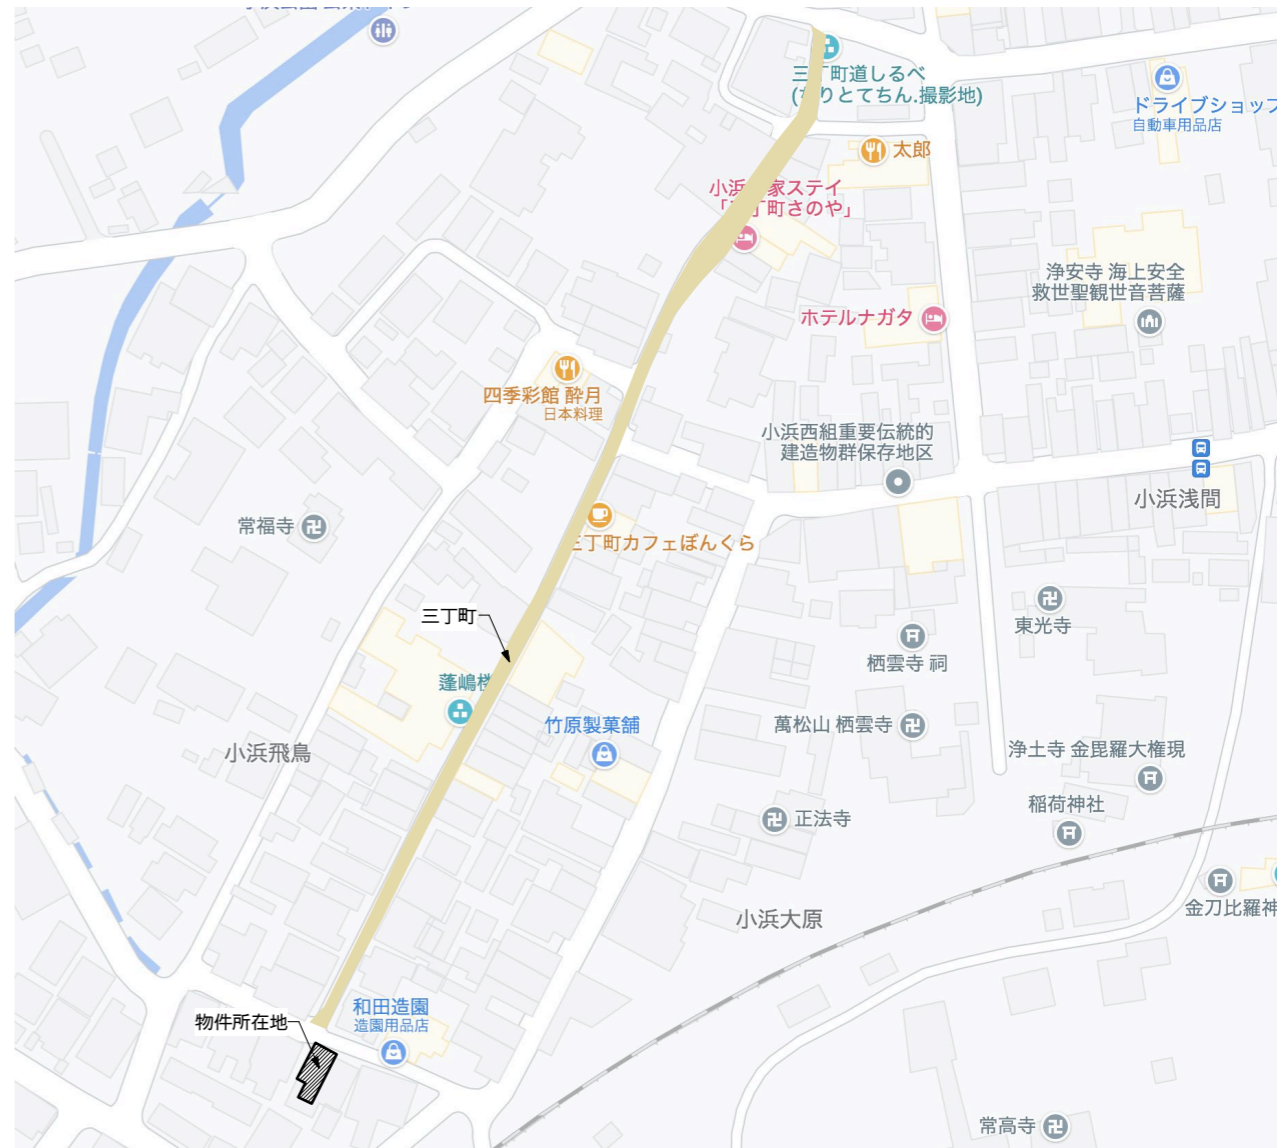 三丁町道しるべ
(ちりとてちん.撮影地)
ドライブショップ
自動車用品店
太郎
小浜町家ステイ
「三丁町さのや」
浄安寺 海上安全
救世聖観世音菩薩
ホテルナガタ
四季彩館 酔月
日本料理
小浜西組重要伝統的
建造物群保存地区
小浜浅間
常福寺
三丁町カフェぼんくら
三丁町
東光寺
栖雲寺 祠
蓬嶋楼
竹原製菓舗
萬松山 栖雲寺
小浜飛鳥
浄土寺 金毘羅大権現
稲荷神社
正法寺
金刀比羅神
小浜大原
和田造園
造園用品店
物件所在地
常高寺